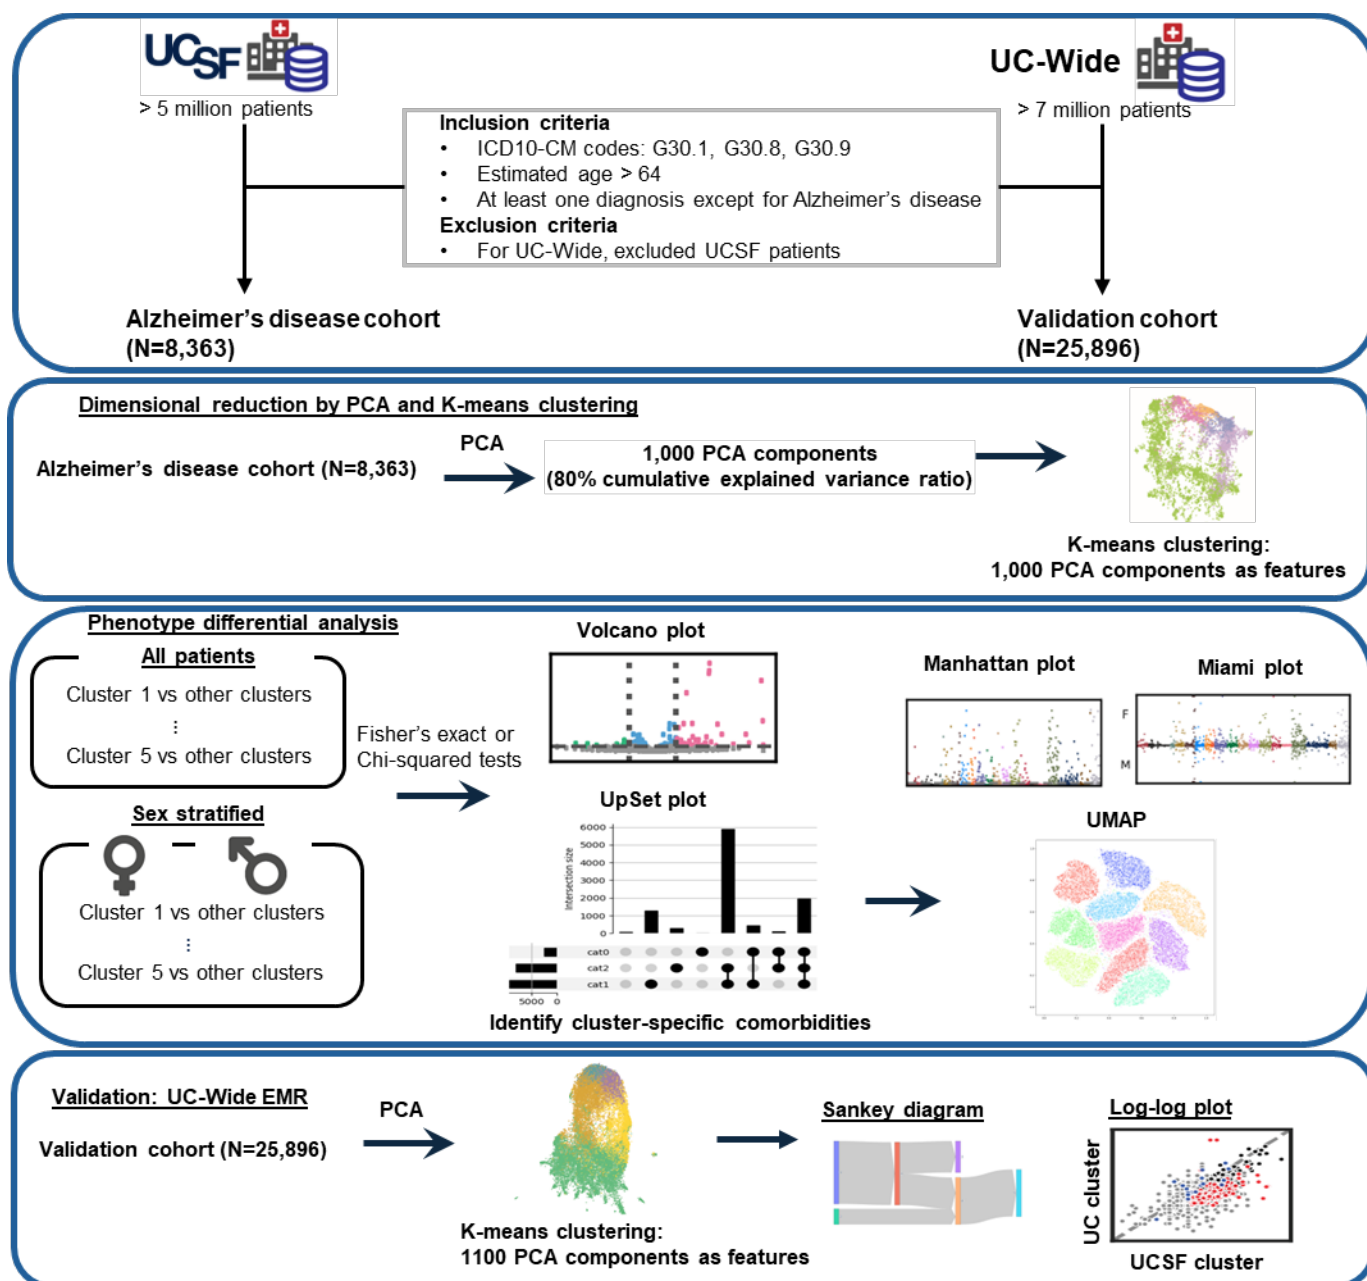 UCSF
> 5 million patients
UC-Wide
> 7 million patients
Inclusion criteria
• ICD10-CM codes: G30.1, G30.8, G30.9
• Estimated age > 64
• At least one diagnosis except for Alzheimer's disease
Exclusion criteria
• For UC-Wide, excluded UCSF patients
Alzheimer's disease cohort
(N=8,363)
Validation cohort
(N=25,896)
Dimensional reduction by PCA and K-means clustering
Alzheimer's disease cohort (N=8,363)
PCA
1,000 PCA components
(80% cumulative explained variance ratio)
K-means clustering:
1,000 PCA components as features
Phenotype differential analysis
All patients
Cluster 1 vs other clusters
⋮
Cluster 5 vs other clusters
Sex stratified
Cluster 1 vs other clusters
⋮
Cluster 5 vs other clusters
Fisher's exact or
Chi-squared tests
Volcano plot
UpSet plot
6000
5000
4000
3000
2000
1000
0
Intersection size
cat0
cat2
cat1
5000 0
Identify cluster-specific comorbidities
Manhattan plot
Miami plot
F
M
UMAP
Validation: UC-Wide EMR
Validation cohort (N=25,896)
PCA
K-means clustering:
1100 PCA components as features
Sankey diagram
Log-log plot
UC cluster
UCSF cluster